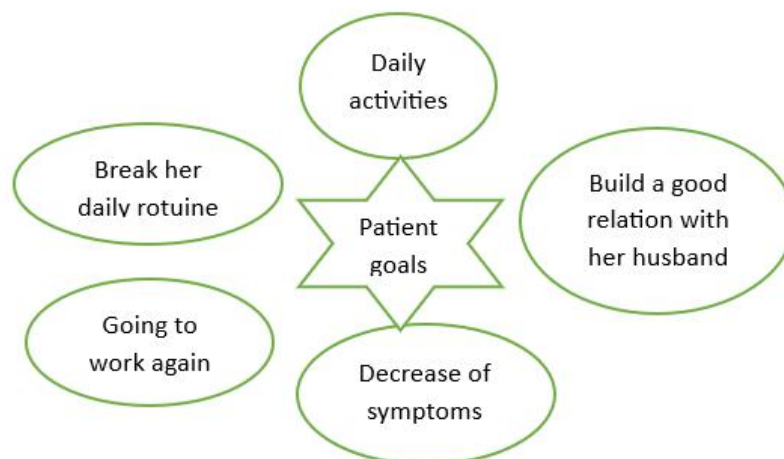 Daily
activities
Break her
daily rotuine
Build a good
relation with
her husband
Patient
goals
Going to
work again
Decrease of
symptoms